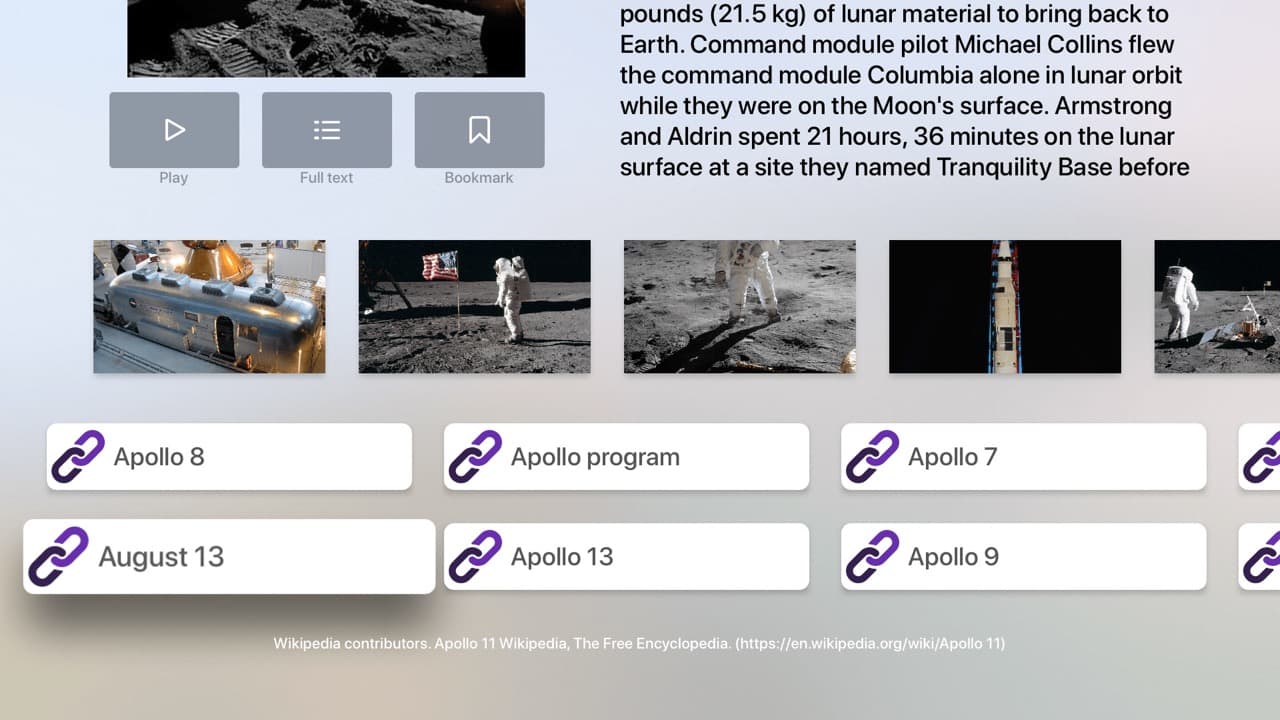 pounds (21.5 kg) of lunar material to bring back to
Earth. Command module pilot Michael Collins flew
the command module Columbia alone in lunar orbit
while they were on the Moon's surface. Armstrong
and Aldrin spent 21 hours, 36 minutes on the lunar
surface at a site they named Tranquility Base before
Play
Full text
Bookmark
Apollo 8
Apollo program
Apollo 7
August 13
Apollo 13
Apollo 9
Wikipedia contributors. Apollo 11 Wikipedia, The Free Encyclopedia. (https://en.wikipedia.org/wiki/Apollo 11)